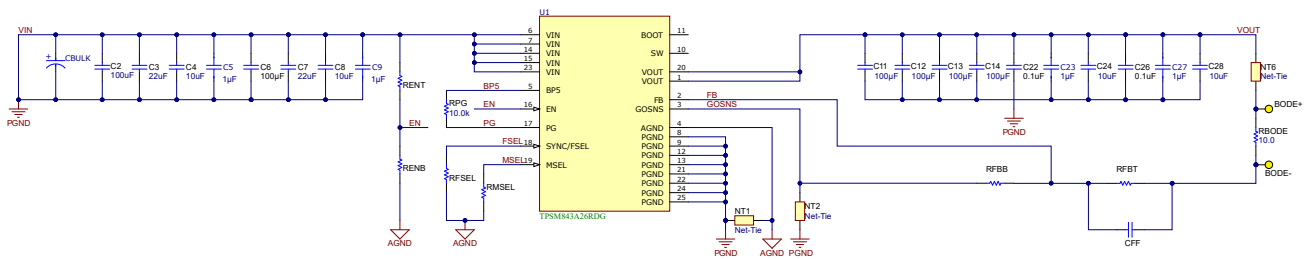 VIN
CBULK
+
C2
100uF
C3
22uF
C4
10uF
C5
1µF
C6
100µF
C7
22uF
C8
10uF
C9
1µF
PGND
RENT
EN
RENB
AGND
BP5
RPG
10.0k
EN
PG
FSEL
MSEL
RFSEL
RMSEL
AGND
U1
6 VIN
7 VIN
14 VIN
15 VIN
23 VIN
5 BP5
16 EN
17 PG
18 SYNC/FSEL
19 MSEL
BOOT 11
SW 10
VOUT 20
VOUT 1
FB 2
GOSNS 3
AGND 4
PGND 8
PGND 9
PGND 12
PGND 13
PGND 21
PGND 22
PGND 24
PGND 25
TPSM843A26RDG
FB
GOSNS
NT1
Net-Tie
PGND
AGND
NT2
Net-Tie
PGND
C11
100µF
C12
100µF
C13
100µF
C14
100µF
C22
0.1uF
C23
1µF
C24
10uF
C26
0.1uF
C27
1µF
C28
10uF
PGND
VOUT
NT6
Net-Tie
BODE+
RBODE
10.0
BODE-
RFBB
RFBT
CFF